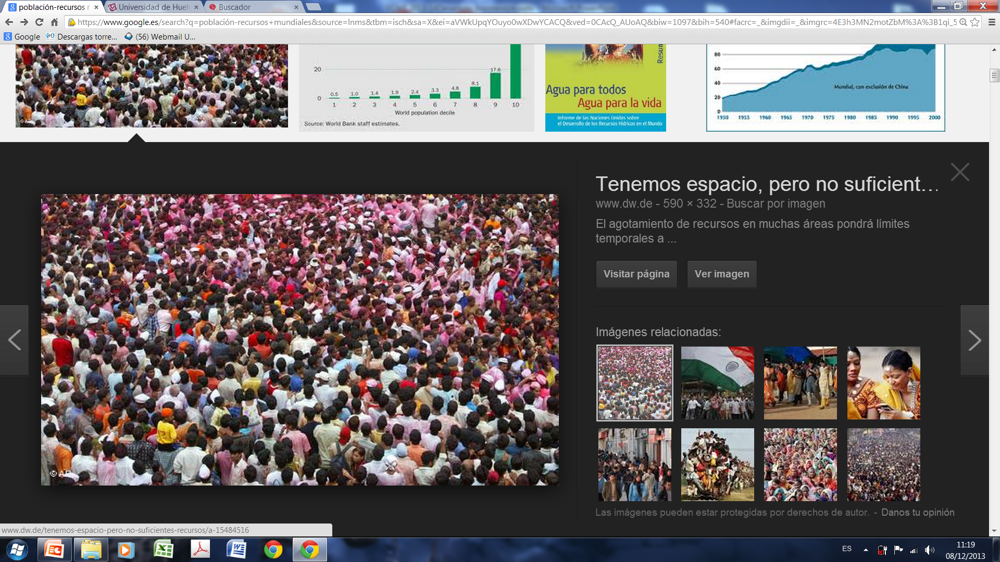 población-recursos
Universidad de Huel
Buscador
https://www.google.es/search?q=población-recursos+mundiales&source=lnms&tbm=isch&sa=X&ei=aVWkUpqYOuyo0wXDwYCACQ&ved=0CAcQ_AUoAQ&biw=1097&bih=540#facrc=_&imgdii=_&imgrc=4E3h3MN2motZbM%3A%3B1qi_5
Google
Descargas torre...
(56) Webmail U...
20
0
0.5 1.0 1.4 1.9 2.4 3.3 4.8 8.1 17.6
1 2 3 4 5 6 7 8 9 10
World population decile
Source: World Bank staff estimates.
Resum
Agua para todos
Agua para la vida
Informe de las Naciones Unidas sobre
el Desarrollo de los Recursos Hídricos en el Mundo
80
60
40
20
0
Mundial, con exclusión de China
1950 1955 1960 1965 1970 1975 1980 1985 1990 1995 2000
Tenemos espacio, pero no suficient...
www.dw.de - 590 × 332 - Buscar por imagen
El agotamiento de recursos en muchas áreas pondrá límites
temporales a ...
Visitar página
Ver imagen
Imágenes relacionadas:
© AP
Las imágenes pueden estar protegidas por derechos de autor. - Danos tu opinión
www.dw.de/tenemos-espacio-pero-no-suficientes-recursos/a-15484516
ES
11:19
08/12/2013